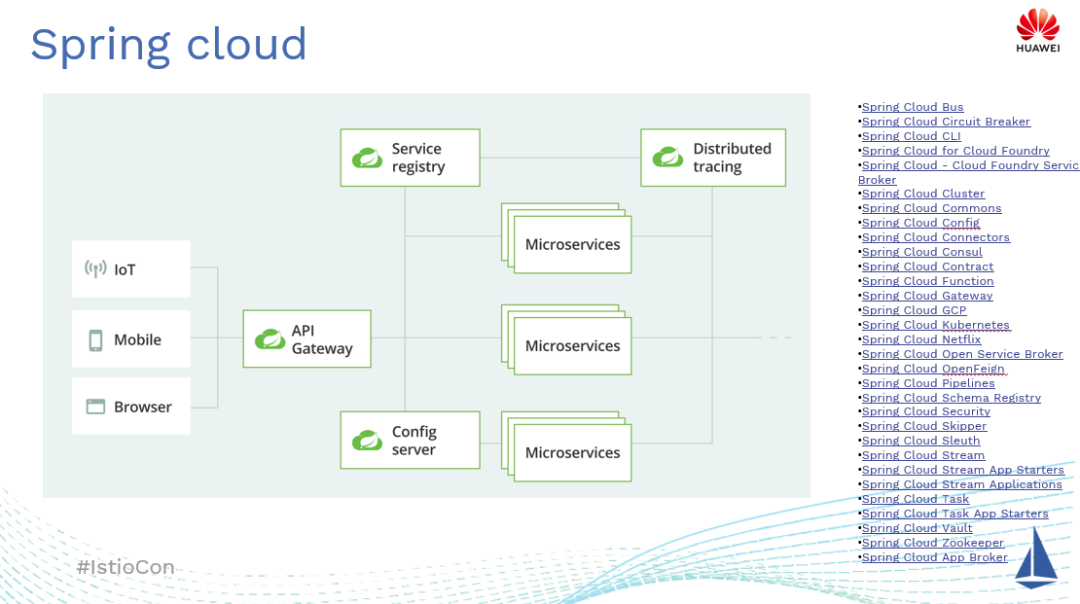 Spring cloud
HUAWEI
Service
registry
Distributed
tracing
Microservices
IoT
Mobile
Browser
API
Gateway
Microservices
Config
server
Microservices
•Spring Cloud Bus
•Spring Cloud Circuit Breaker
•Spring Cloud CLI
•Spring Cloud for Cloud Foundry
•Spring Cloud - Cloud Foundry Servic
Broker
•Spring Cloud Cluster
•Spring Cloud Commons
•Spring Cloud Config
•Spring Cloud Connectors
•Spring Cloud Consul
•Spring Cloud Contract
•Spring Cloud Function
•Spring Cloud Gateway
•Spring Cloud GCP
•Spring Cloud Kubernetes
•Spring Cloud Netflix
•Spring Cloud Open Service Broker
•Spring Cloud OpenFeign
•Spring Cloud Pipelines
•Spring Cloud Schema Registry
•Spring Cloud Security
•Spring Cloud Skipper
•Spring Cloud Sleuth
•Spring Cloud Stream
•Spring Cloud Stream App Starters
•Spring Cloud Stream Applications
•Spring Cloud Task
•Spring Cloud Task App Starters
•Spring Cloud Vault
•Spring Cloud Zookeeper
•Spring Cloud App Broker
#IstioCon